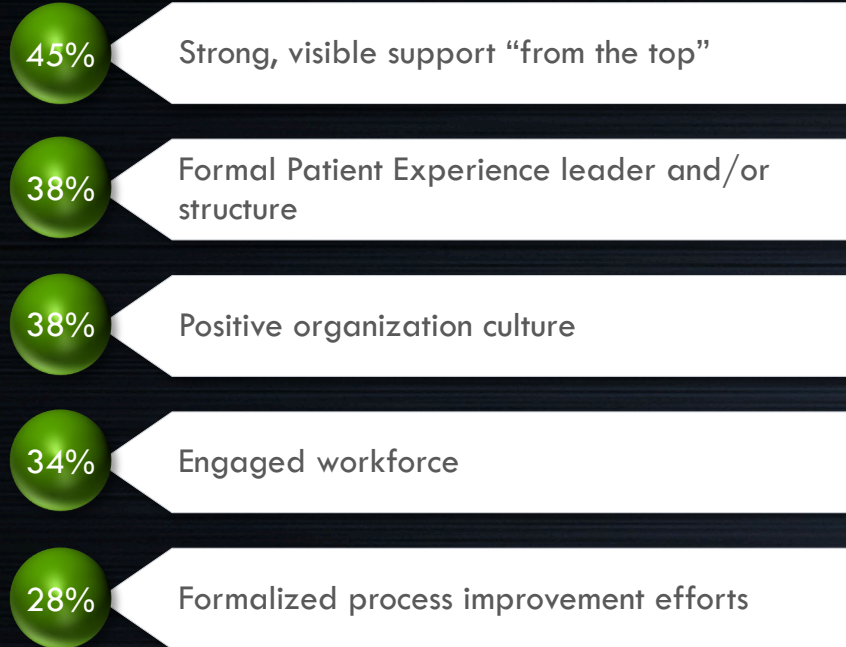 45%
Strong, visible support “from the top”
38%
Formal Patient Experience leader and/or
structure
38%
Positive organization culture
34%
Engaged workforce
28%
Formalized process improvement efforts